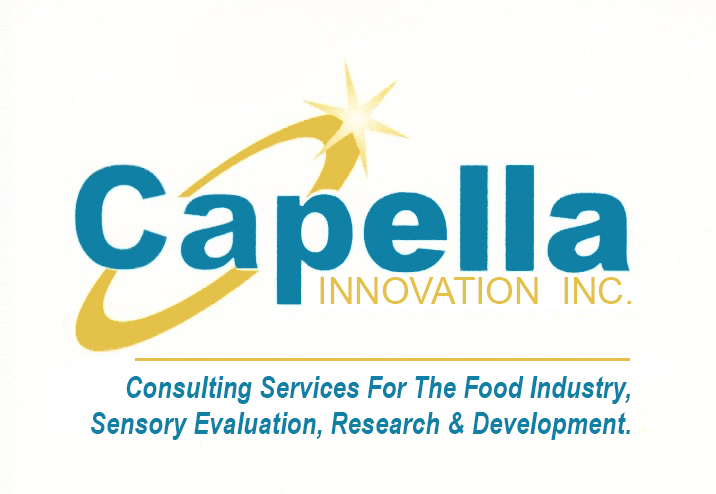 Capella
INNOVATION INC.
Consulting Services For The Food Industry,
Sensory Evaluation, Research & Development.